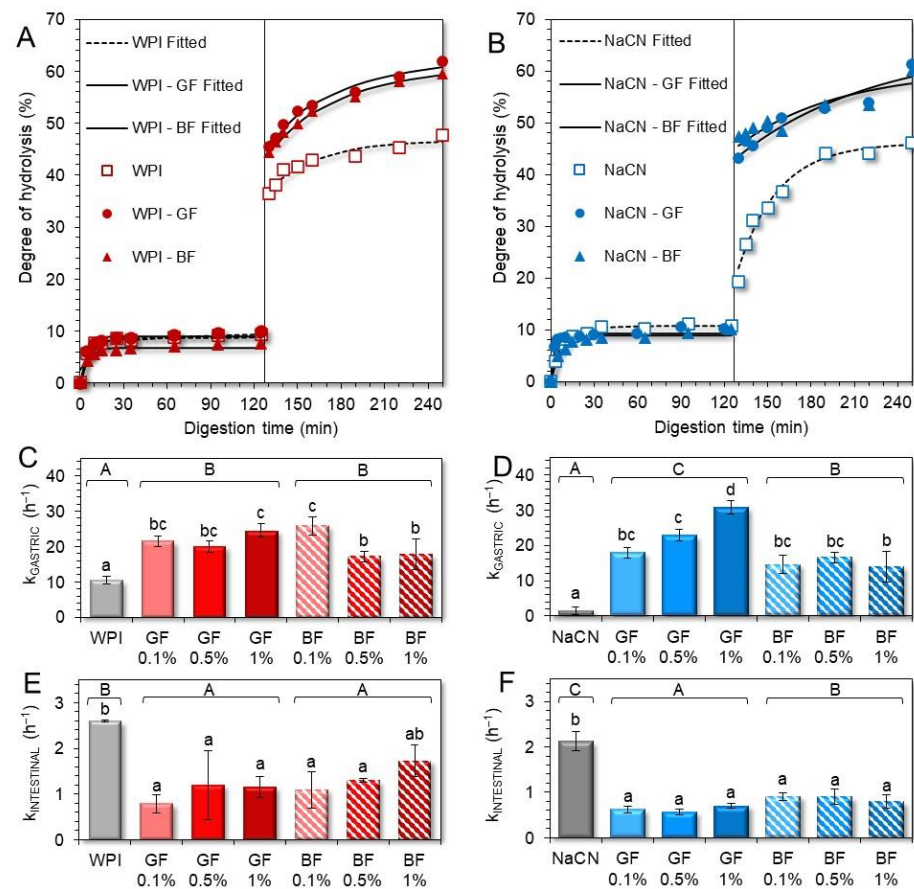 A
Degree of hydrolysis (%)
70
60
50
40
30
20
10
0
WPI Fitted
WPI - GF Fitted
WPI - BF Fitted
WPI
WPI - GF
WPI - BF
0 30 60 90 120 150 180 210 240
Digestion time (min)
B
Degree of hydrolysis (%)
70
60
50
40
30
20
10
0
NaCN Fitted
NaCN - GF Fitted
NaCN - BF Fitted
NaCN
NaCN - GF
NaCN - BF
0 30 60 90 120 150 180 210 240
Digestion time (min)
C
kGASTRIC (h−1)
40
30
20
10
0
A B B
a bc c c c b b
WPI GF GF GF BF BF BF
0.1% 0.5% 1% 0.1% 0.5% 1%
D
kGASTRIC (h−1)
40
30
20
10
0
A C B
a bc c d bc bc b
NaCN GF GF GF BF BF BF
0.1% 0.5% 1% 0.1% 0.5% 1%
E
kINTESTINAL (h−1)
3
2
1
0
B A A
b a a a a a ab
WPI GF GF GF BF BF BF
0.1% 0.5% 1% 0.1% 0.5% 1%
F
kINTESTINAL (h−1)
3
2
1
0
C A B
b a a a a a a
NaCN GF GF GF BF BF BF
0.1% 0.5% 1% 0.1% 0.5% 1%